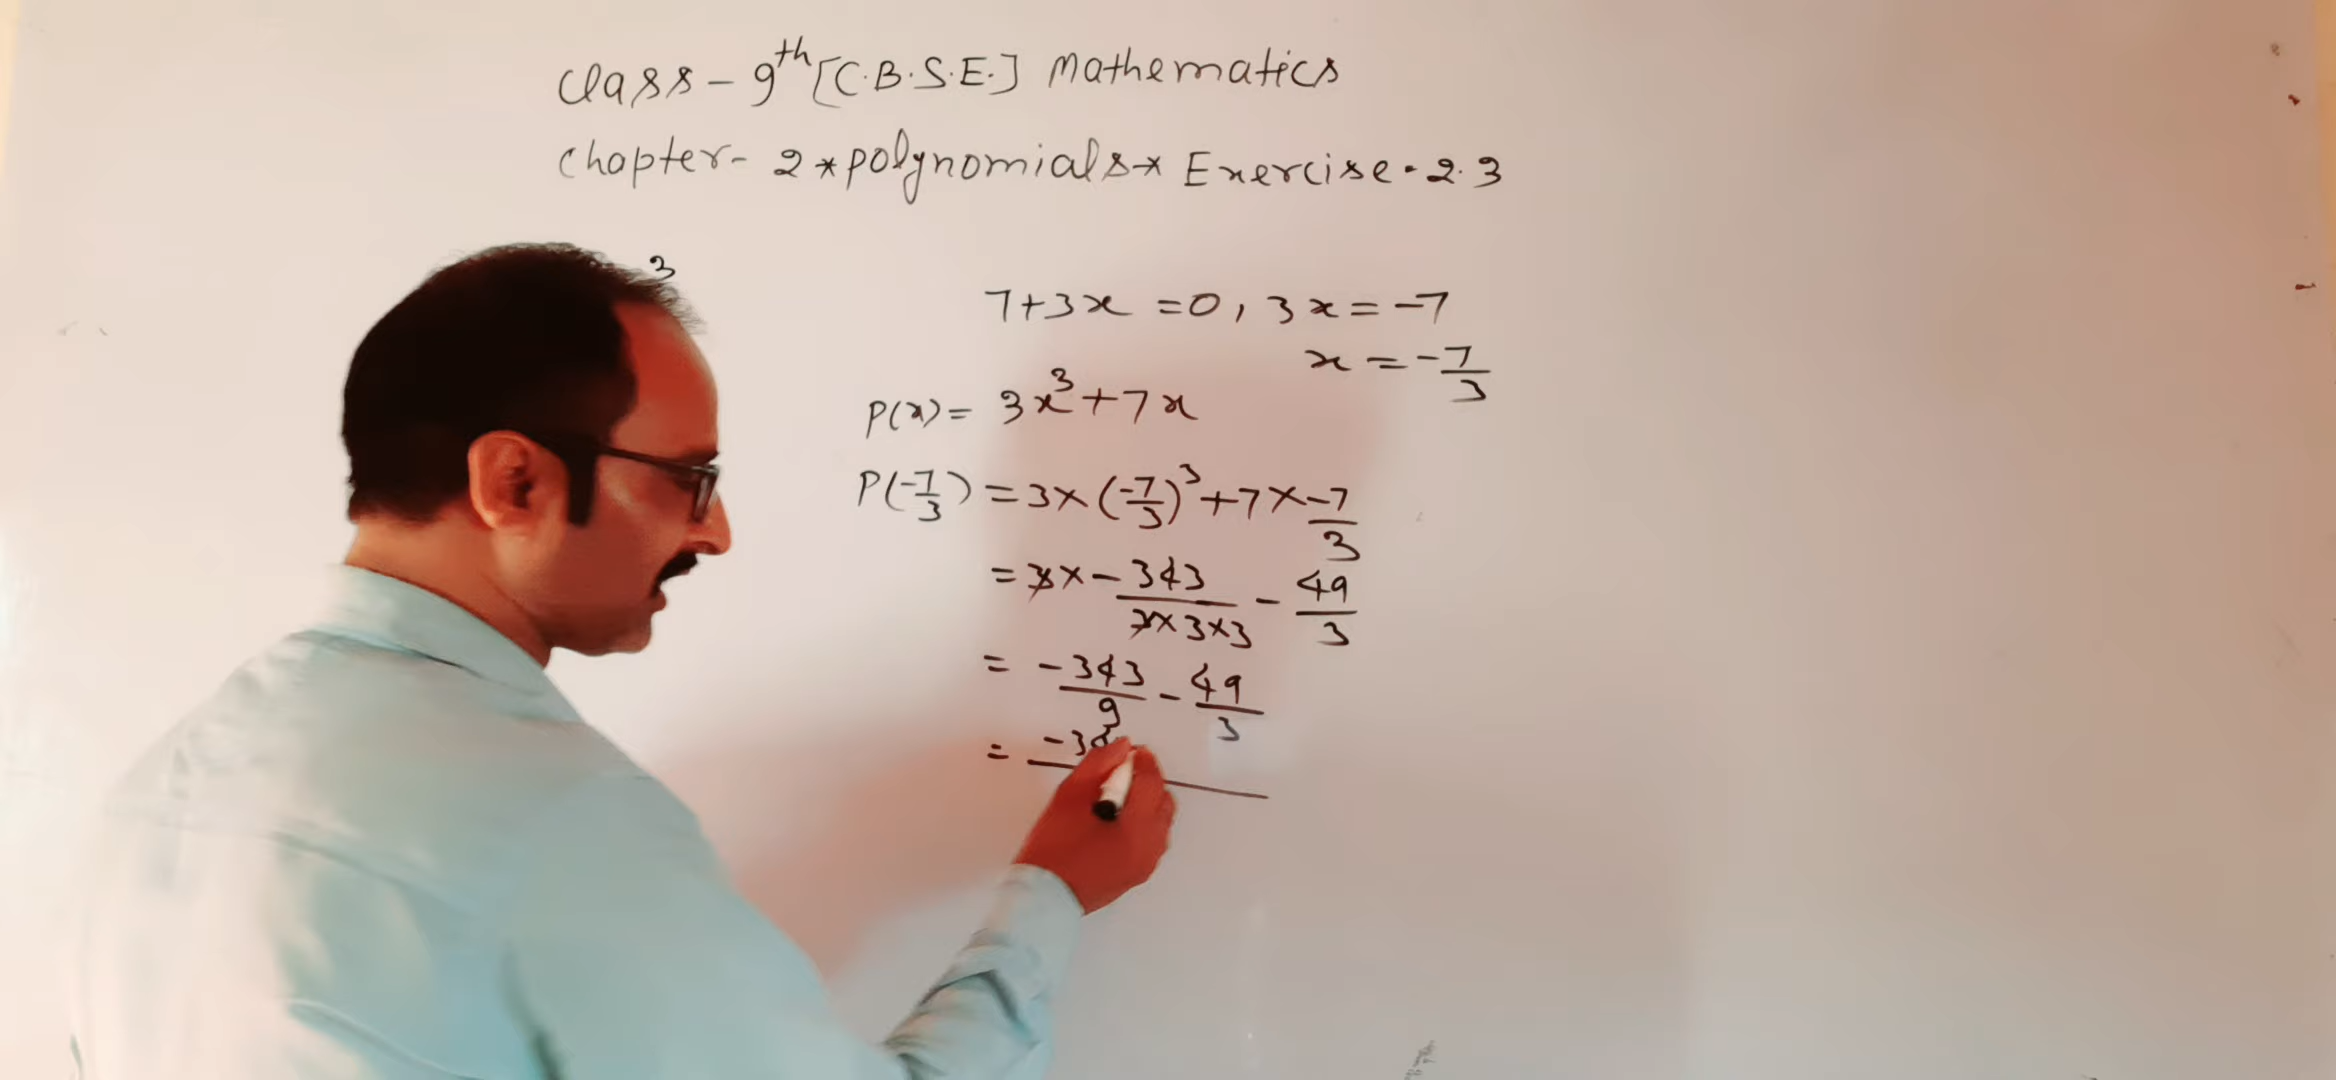 Class - 9th [C.B.S.E.] Mathematics
Chapter - 2 * Polynomials * Exercise - 2.3
3
7+3x =0, 3x = -7
x = -7/3
P(x) = 3x³+7x
P(-7/3) = 3×(-7/3)³+7×-7/3
= 3×-343/3×3×3 - 49/3
= -343/9 - 49/3
= -34